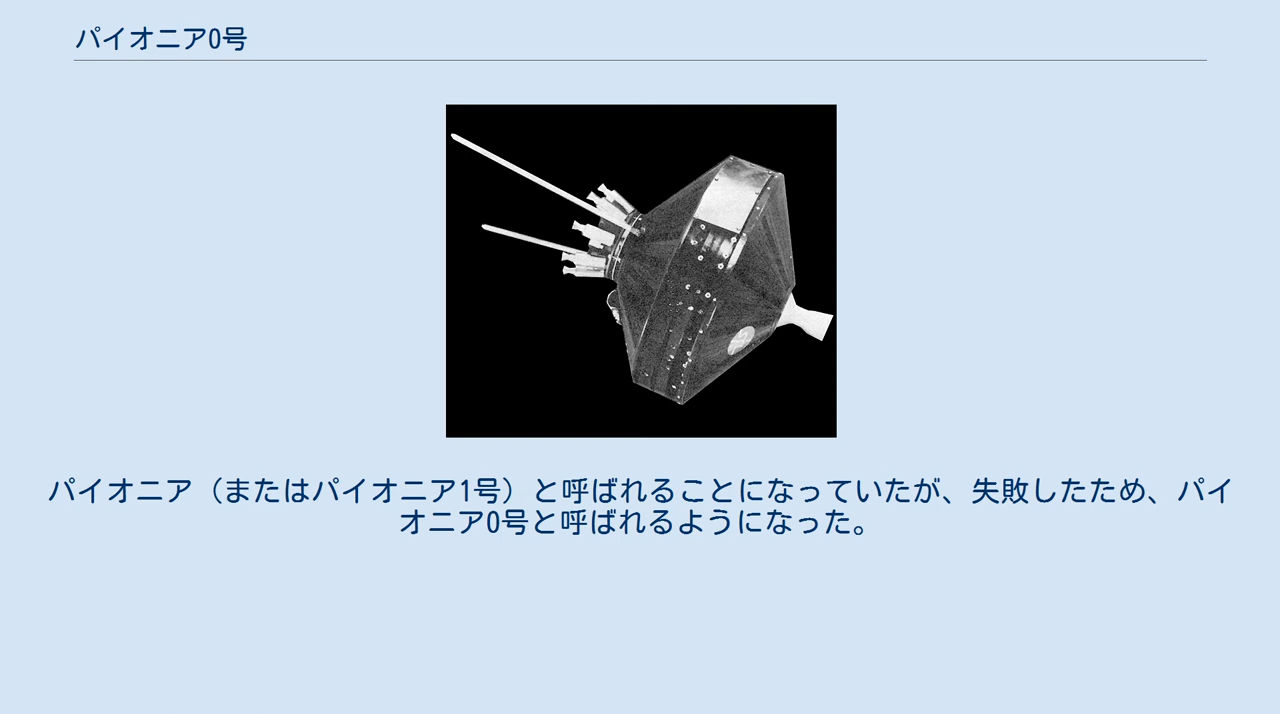 パイオニア0号
パイオニア（またはパイオニア1号）と呼ばれることになっていたが、失敗したため、パイ
オニア0号と呼ばれるようになった。